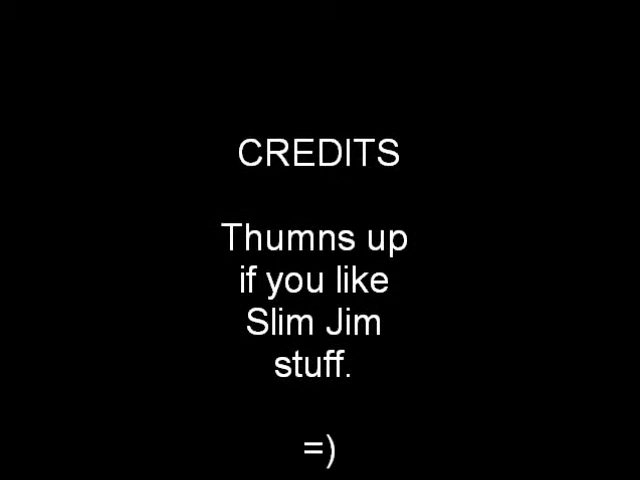 CREDITS
Thumns up
if you like
Slim Jim
stuff.
=)